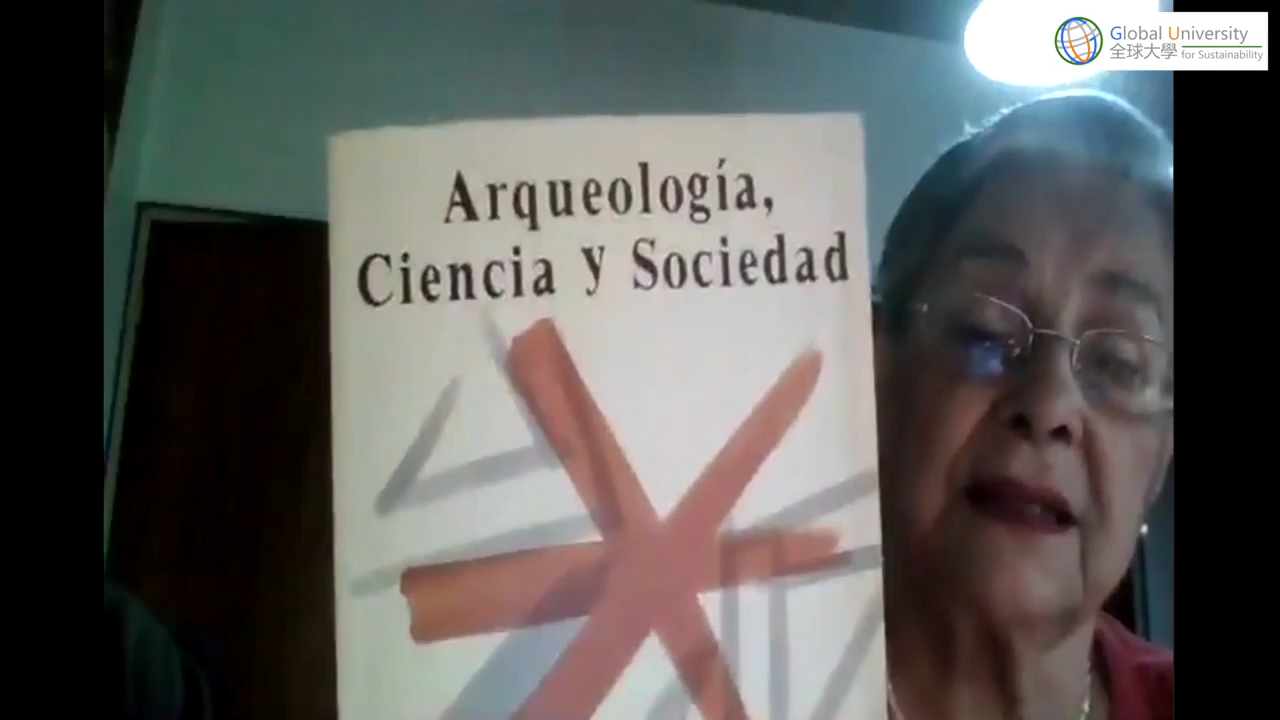 Global University
全球大學 for Sustainability
Arqueología,
Ciencia y Sociedad